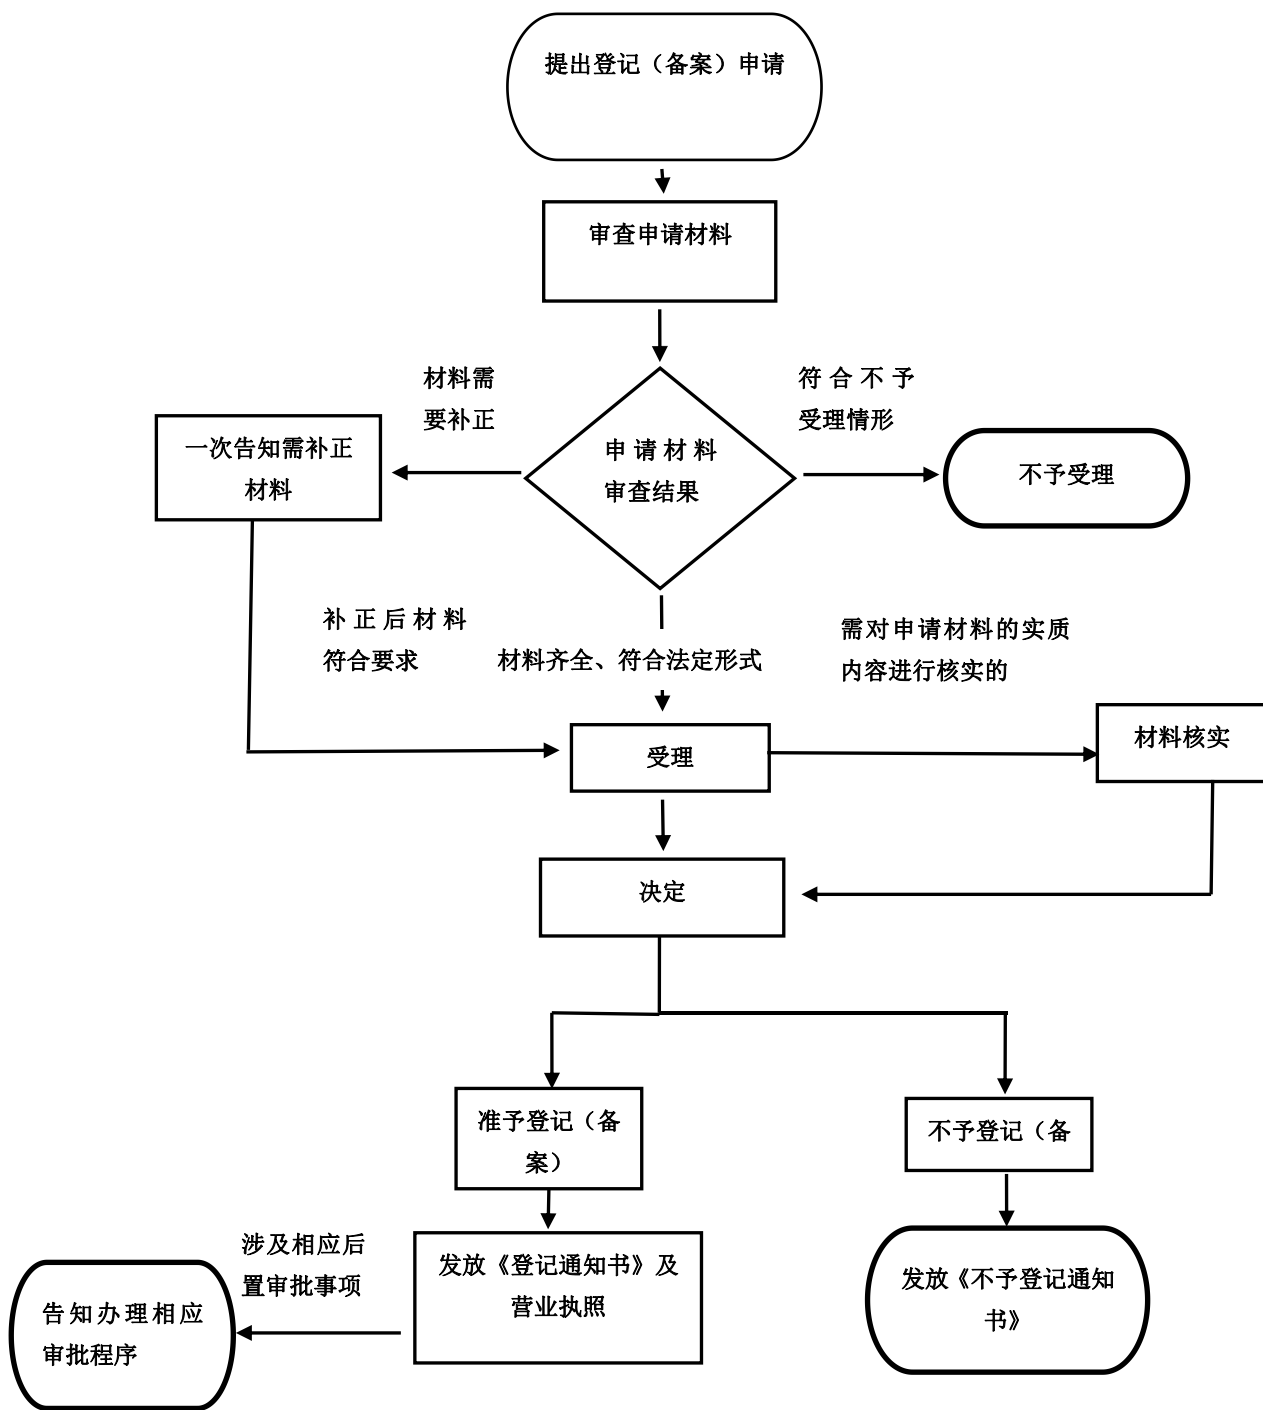 提出登记（备案）申请
审查申请材料
材料需
要补正
符合不予
受理情形
一次告知需补正
材料
申请材料
审查结果
不予受理
补正后材料
符合要求
材料齐全、符合法定形式
需对申请材料的实质
内容进行核实的
受理
材料核实
决定
准予登记（备
案）
不予登记（备
涉及相应后
置审批事项
发放《登记通知书》及
营业执照
发放《不予登记通知
书》
告知办理相应
审批程序